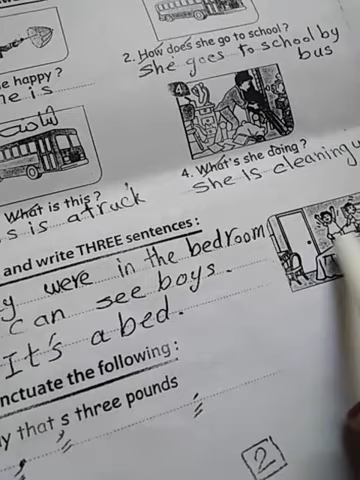 2. How does she go to school?
She goes to school by
bus
e happy?
he is
4
What is this?
s is a truck
4. What's she doing?
She is cleaning
and write THREE sentences:
y were in the bedroom.
can see boys.
It's a bed.
nctuate the following:
y that s three pounds
2